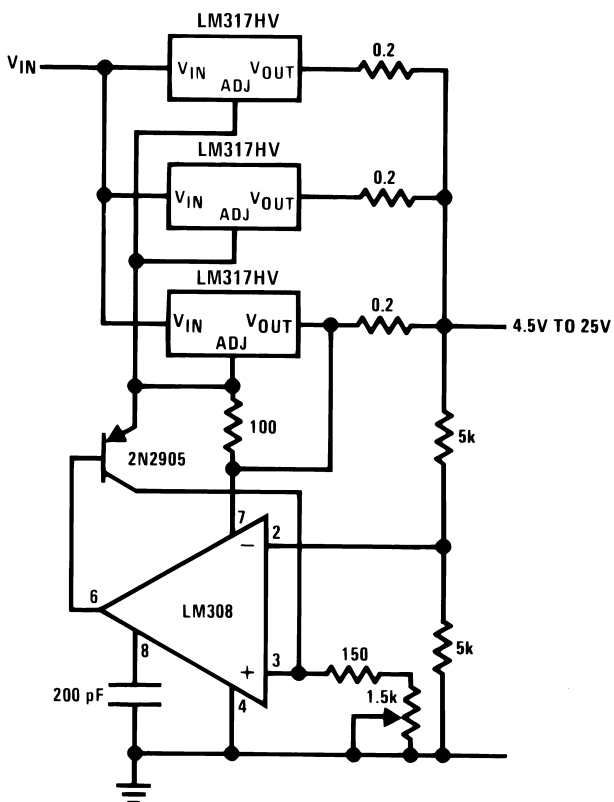 LM317HV
0.2
VIN
VIN
VOUT
ADJ
LM317HV
0.2
VIN
VOUT
ADJ
LM317HV
0.2
VIN
VOUT
ADJ
4.5V TO 25V
100
5k
2N2905
7
2
−
6
LM308
8
3
+
150
5k
1.5k
4
200 pF